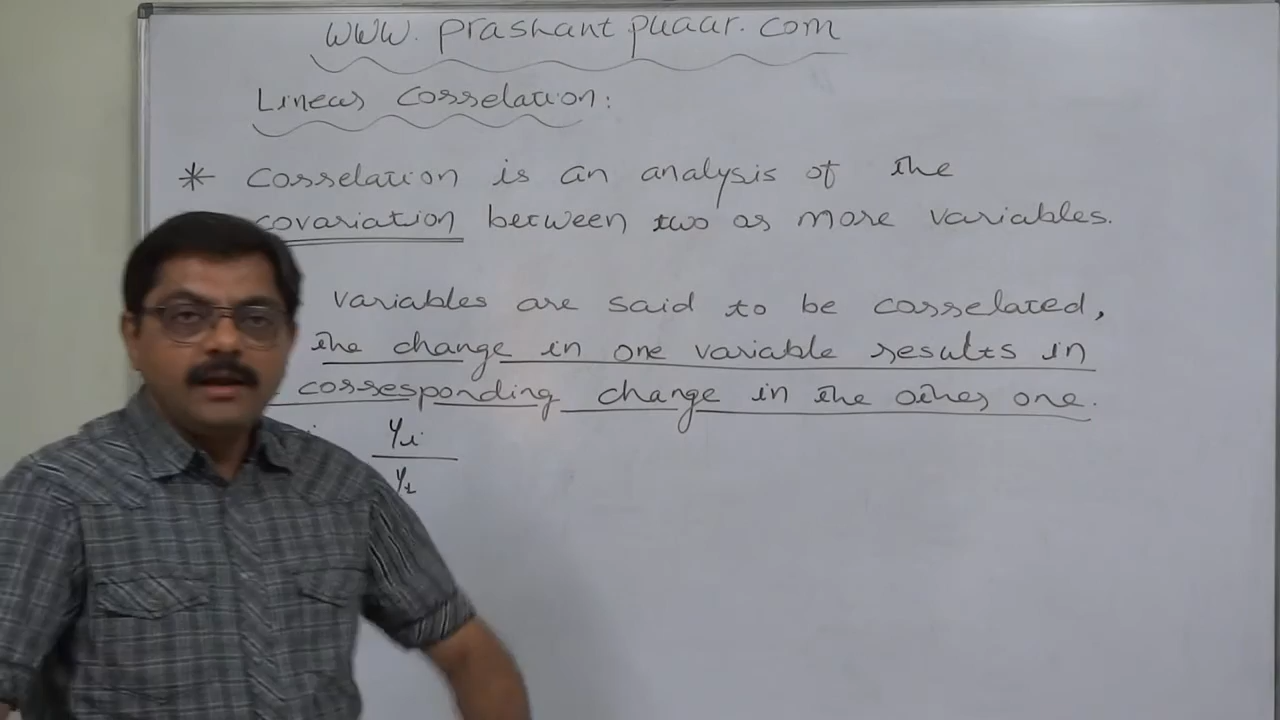 www.prashantpuaar.com
Linear Correlation:
* Correlation is an analysis of the
covariation between two or more variables.
variables are said to be correlated,
the change in one variable results in
corresponding change in the other one.
Yi
Y2